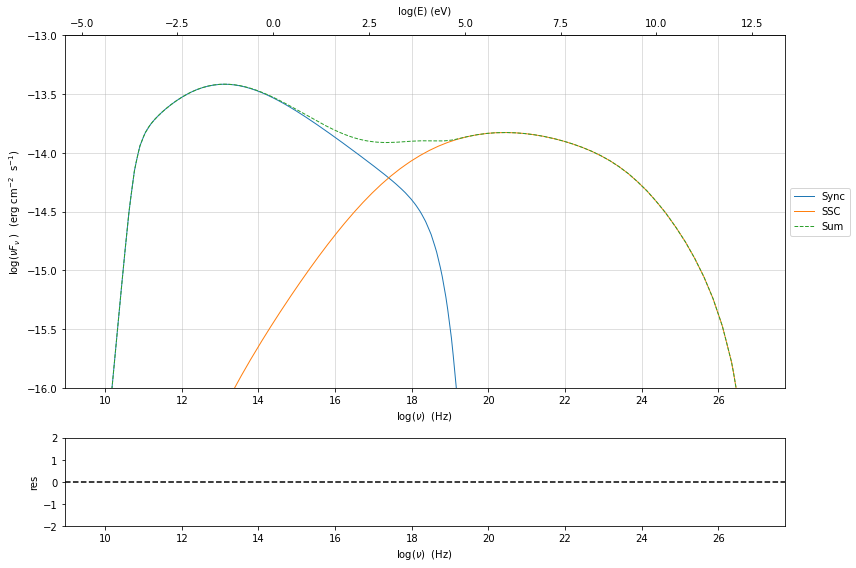 log(E) (eV)
−5.0 −2.5 0.0 2.5 5.0 7.5 10.0 12.5
−13.0
−13.5
−14.0
−14.5
−15.0
−15.5
−16.0
log(νFν ) (erg cm−2 s−1)
Sync
SSC
Sum
10 12 14 16 18 20 22 24 26
log(ν) (Hz)
2
1
0
−1
−2
res
10 12 14 16 18 20 22 24 26
log(ν) (Hz)